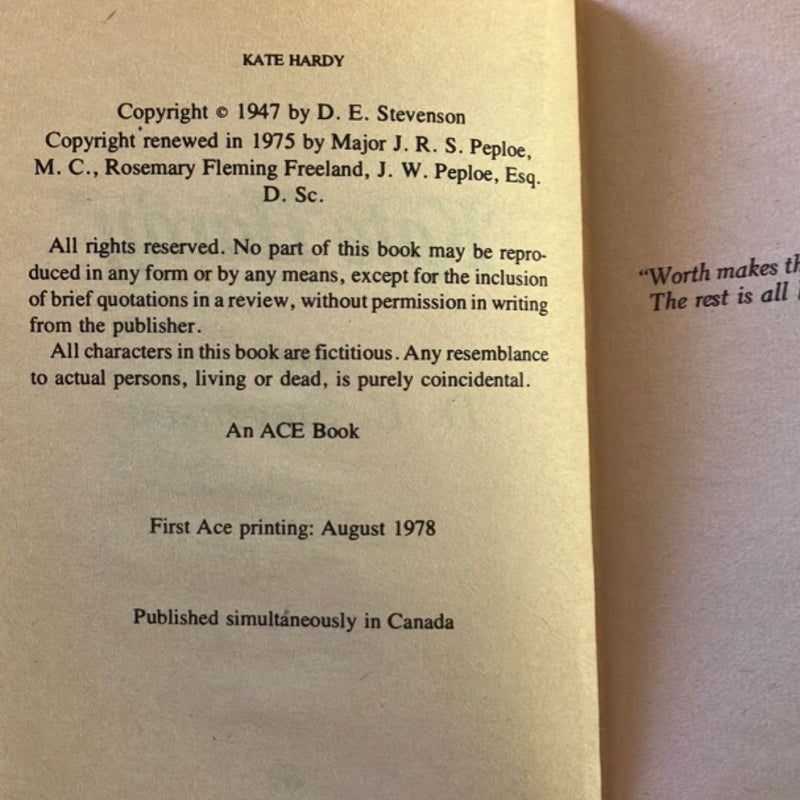 KATE HARDY
Copyright © 1947 by D. E. Stevenson
Copyright renewed in 1975 by Major J. R. S. Peploe,
M. C., Rosemary Fleming Freeland, J. W. Peploe, Esq.
D. Sc.
All rights reserved. No part of this book may be repro-
duced in any form or by any means, except for the inclusion
of brief quotations in a review, without permission in writing
from the publisher.
All characters in this book are fictitious. Any resemblance
to actual persons, living or dead, is purely coincidental.
An ACE Book
First Ace printing: August 1978
Published simultaneously in Canada
“Worth makes th
The rest is all